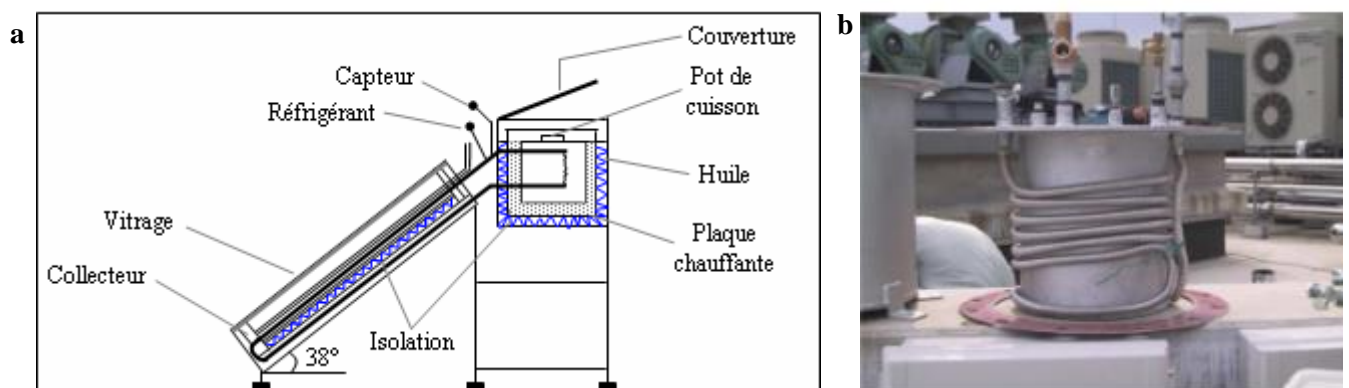 a
Couverture
Capteur
Pot de
cuisson
Réfrigérant
Huile
Vitrage
Plaque
chauffante
Collecteur
Isolation
38°
b